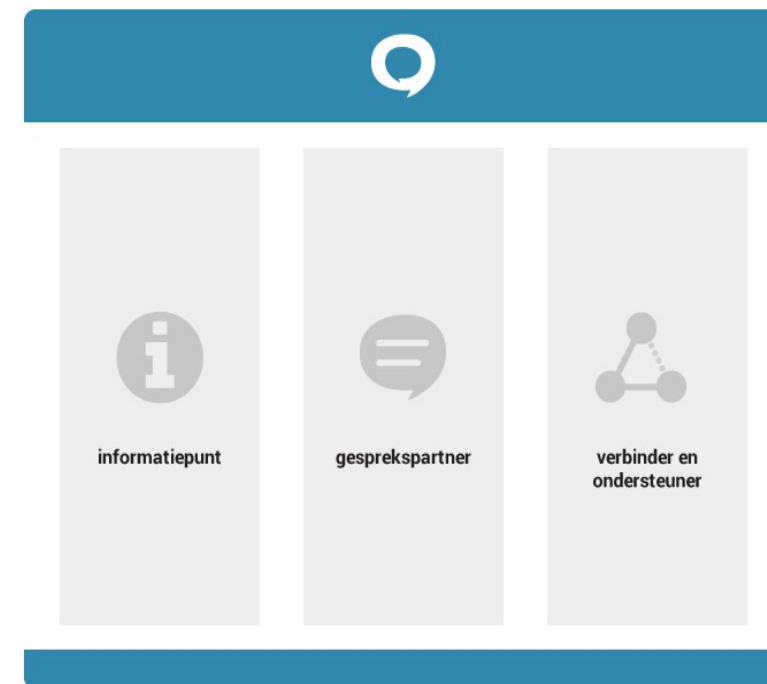 informatiepunt
gesprekspartner
verbinder en
ondersteuner